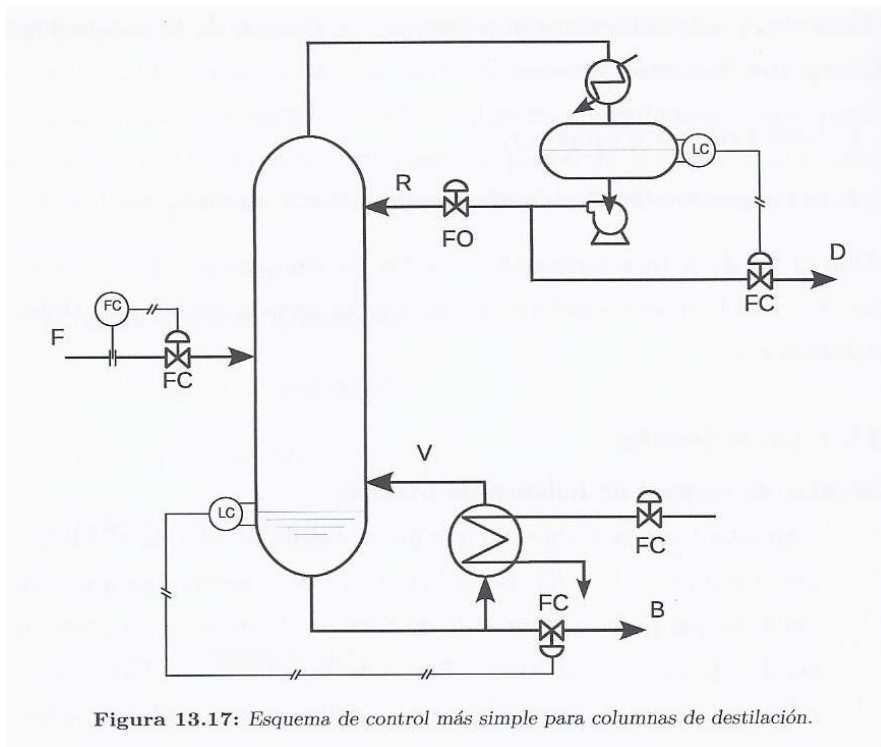 LC
R
FO
D
FC
FC
F
FC
V
LC
FC
FC
B
Figura 13.17: Esquema de control más simple para columnas de destilación.